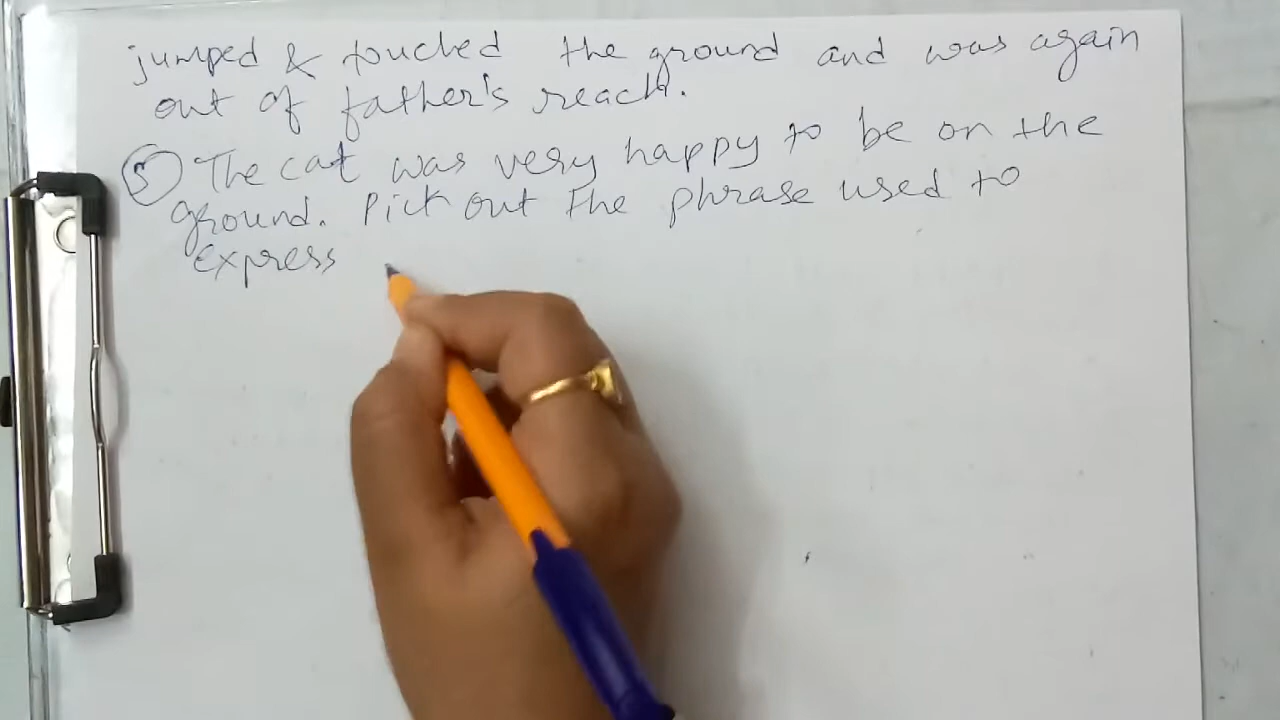 jumped & touched the ground and was again
out of father's reach.
5 The cat was very happy to be on the
ground. Pick out the phrase used to
express